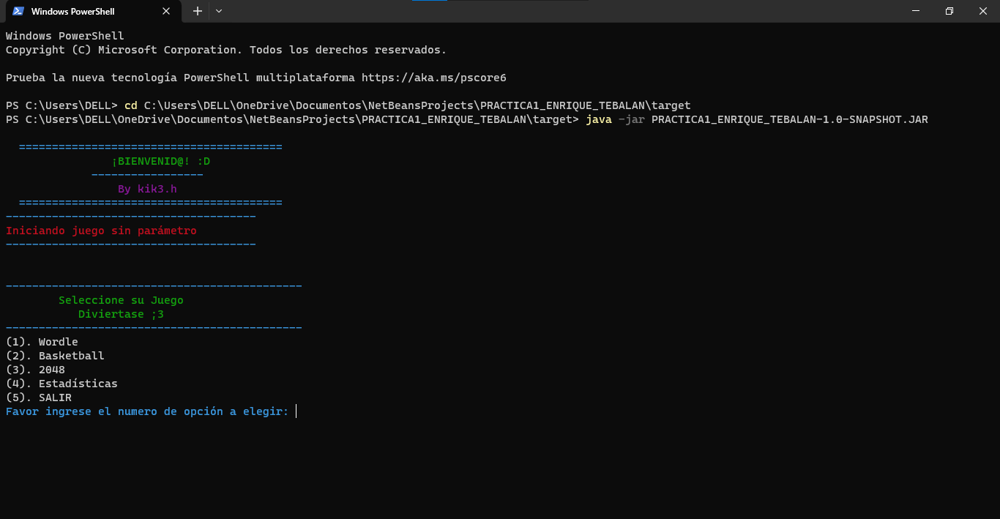 Windows PowerShell
Windows PowerShell
Copyright (C) Microsoft Corporation. Todos los derechos reservados.
Prueba la nueva tecnología PowerShell multiplataforma https://aka.ms/pscore6
PS C:\Users\DELL> cd C:\Users\DELL\OneDrive\Documentos\NetBeansProjects\PRACTICA1_ENRIQUE_TEBALAN\target
PS C:\Users\DELL\OneDrive\Documentos\NetBeansProjects\PRACTICA1_ENRIQUE_TEBALAN\target> java -jar PRACTICA1_ENRIQUE_TEBALAN-1.0-SNAPSHOT.JAR
========================================
¡BIENVENID@! :D
-----------------
By kik3.h
========================================
--------------------------------------
Iniciando juego sin parámetro
--------------------------------------
---------------------------------------------
Seleccione su Juego
Diviertase ;3
---------------------------------------------
(1). Wordle
(2). Basketball
(3). 2048
(4). Estadísticas
(5). SALIR
Favor ingrese el numero de opción a elegir: